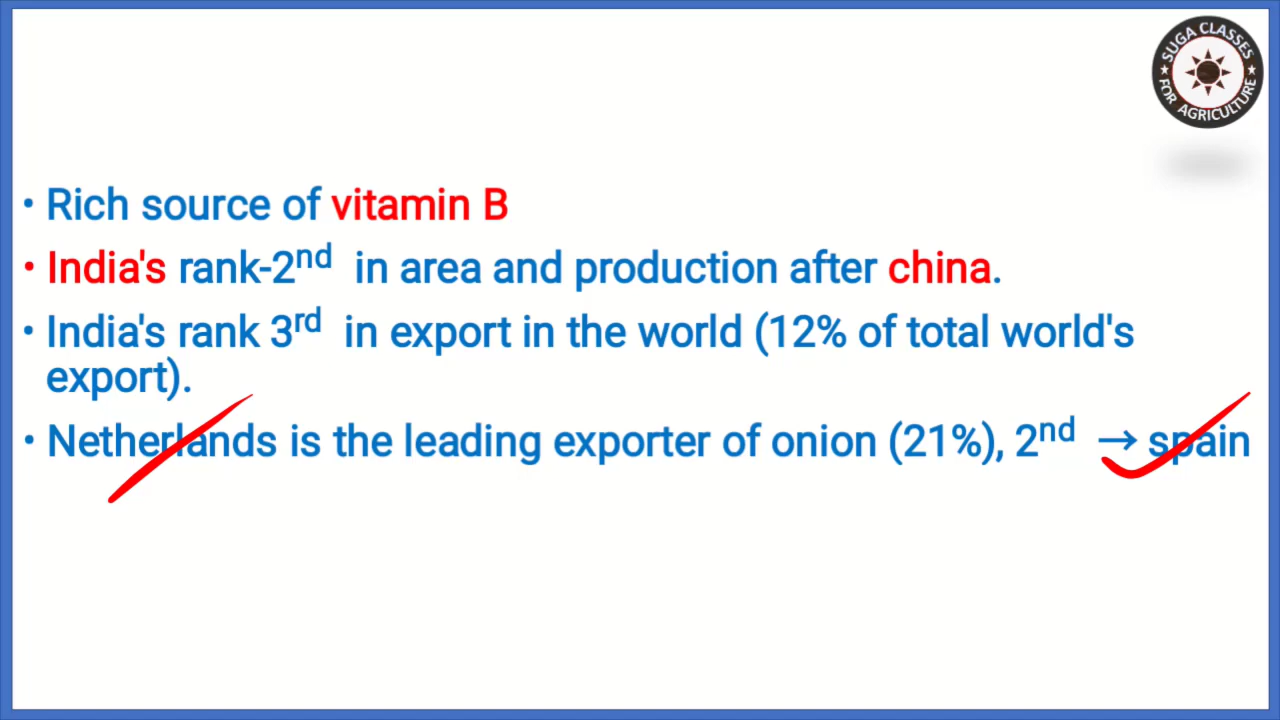 SUGA CLASSES
FOR AGRICULTURE
• Rich source of vitamin B
• India's rank-2nd in area and production after china.
• India's rank 3rd in export in the world (12% of total world's
export).
• Netherlands is the leading exporter of onion (21%), 2nd → spain